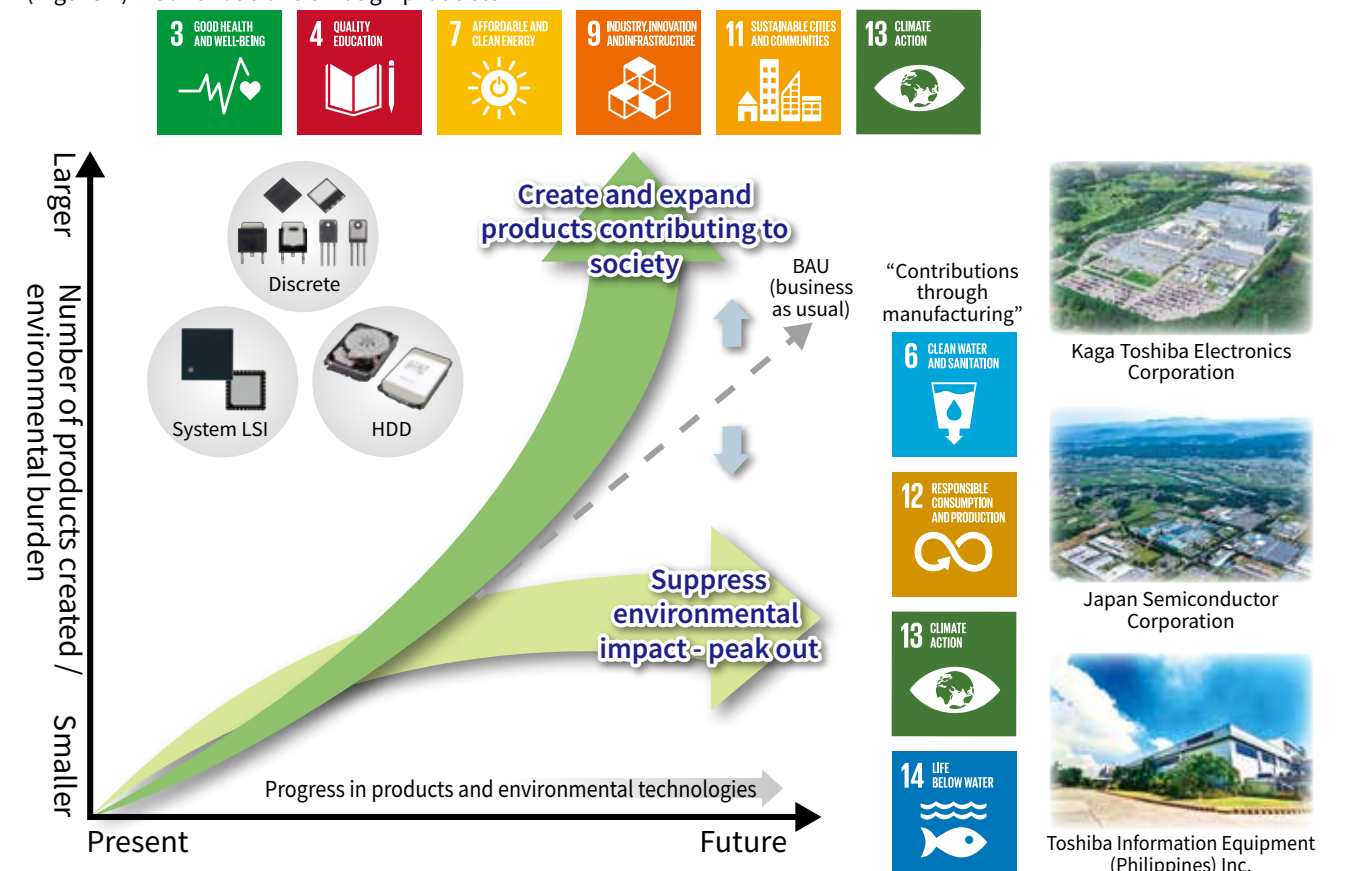 3 GOOD HEALTH
AND WELL-BEING
4 QUALITY
EDUCATION
7 AFFORDABLE AND
CLEAN ENERGY
9 INDUSTRY, INNOVATION
AND INFRASTRUCTURE
11 SUSTAINABLE CITIES
AND COMMUNITIES
13 CLIMATE
ACTION
Larger
Number of products created /
environmental burden
Smaller
Discrete
System LSI
HDD
Create and expand
products contributing to
society
BAU
(business
as usual)
Suppress
environmental
impact - peak out
Progress in products and environmental technologies
Present
Future
“Contributions
through
manufacturing”
6 CLEAN WATER
AND SANITATION
12 RESPONSIBLE
CONSUMPTION
AND PRODUCTION
13 CLIMATE
ACTION
14 LIFE
BELOW WATER
Kaga Toshiba Electronics
Corporation
Japan Semiconductor
Corporation
Toshiba Information Equipment
(Philippines) Inc.